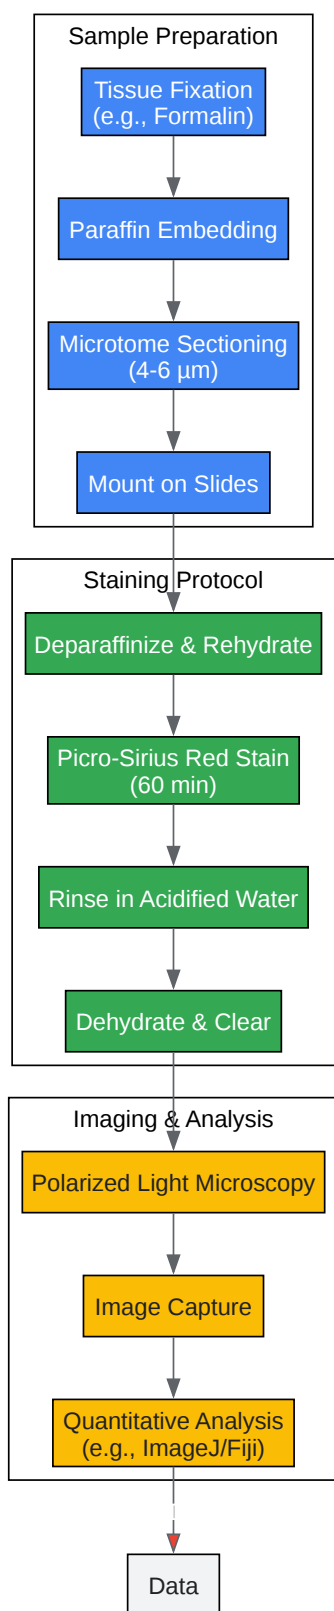 Sample Preparation
Tissue Fixation
(e.g., Formalin)
Paraffin Embedding
Microtome Sectioning
(4-6 µm)
Mount on Slides
Staining Protocol
Deparaffinize & Rehydrate
Picro-Sirius Red Stain
(60 min)
Rinse in Acidified Water
Dehydrate & Clear
Imaging & Analysis
Polarized Light Microscopy
Image Capture
Quantitative Analysis
(e.g., ImageJ/Fiji)
Data